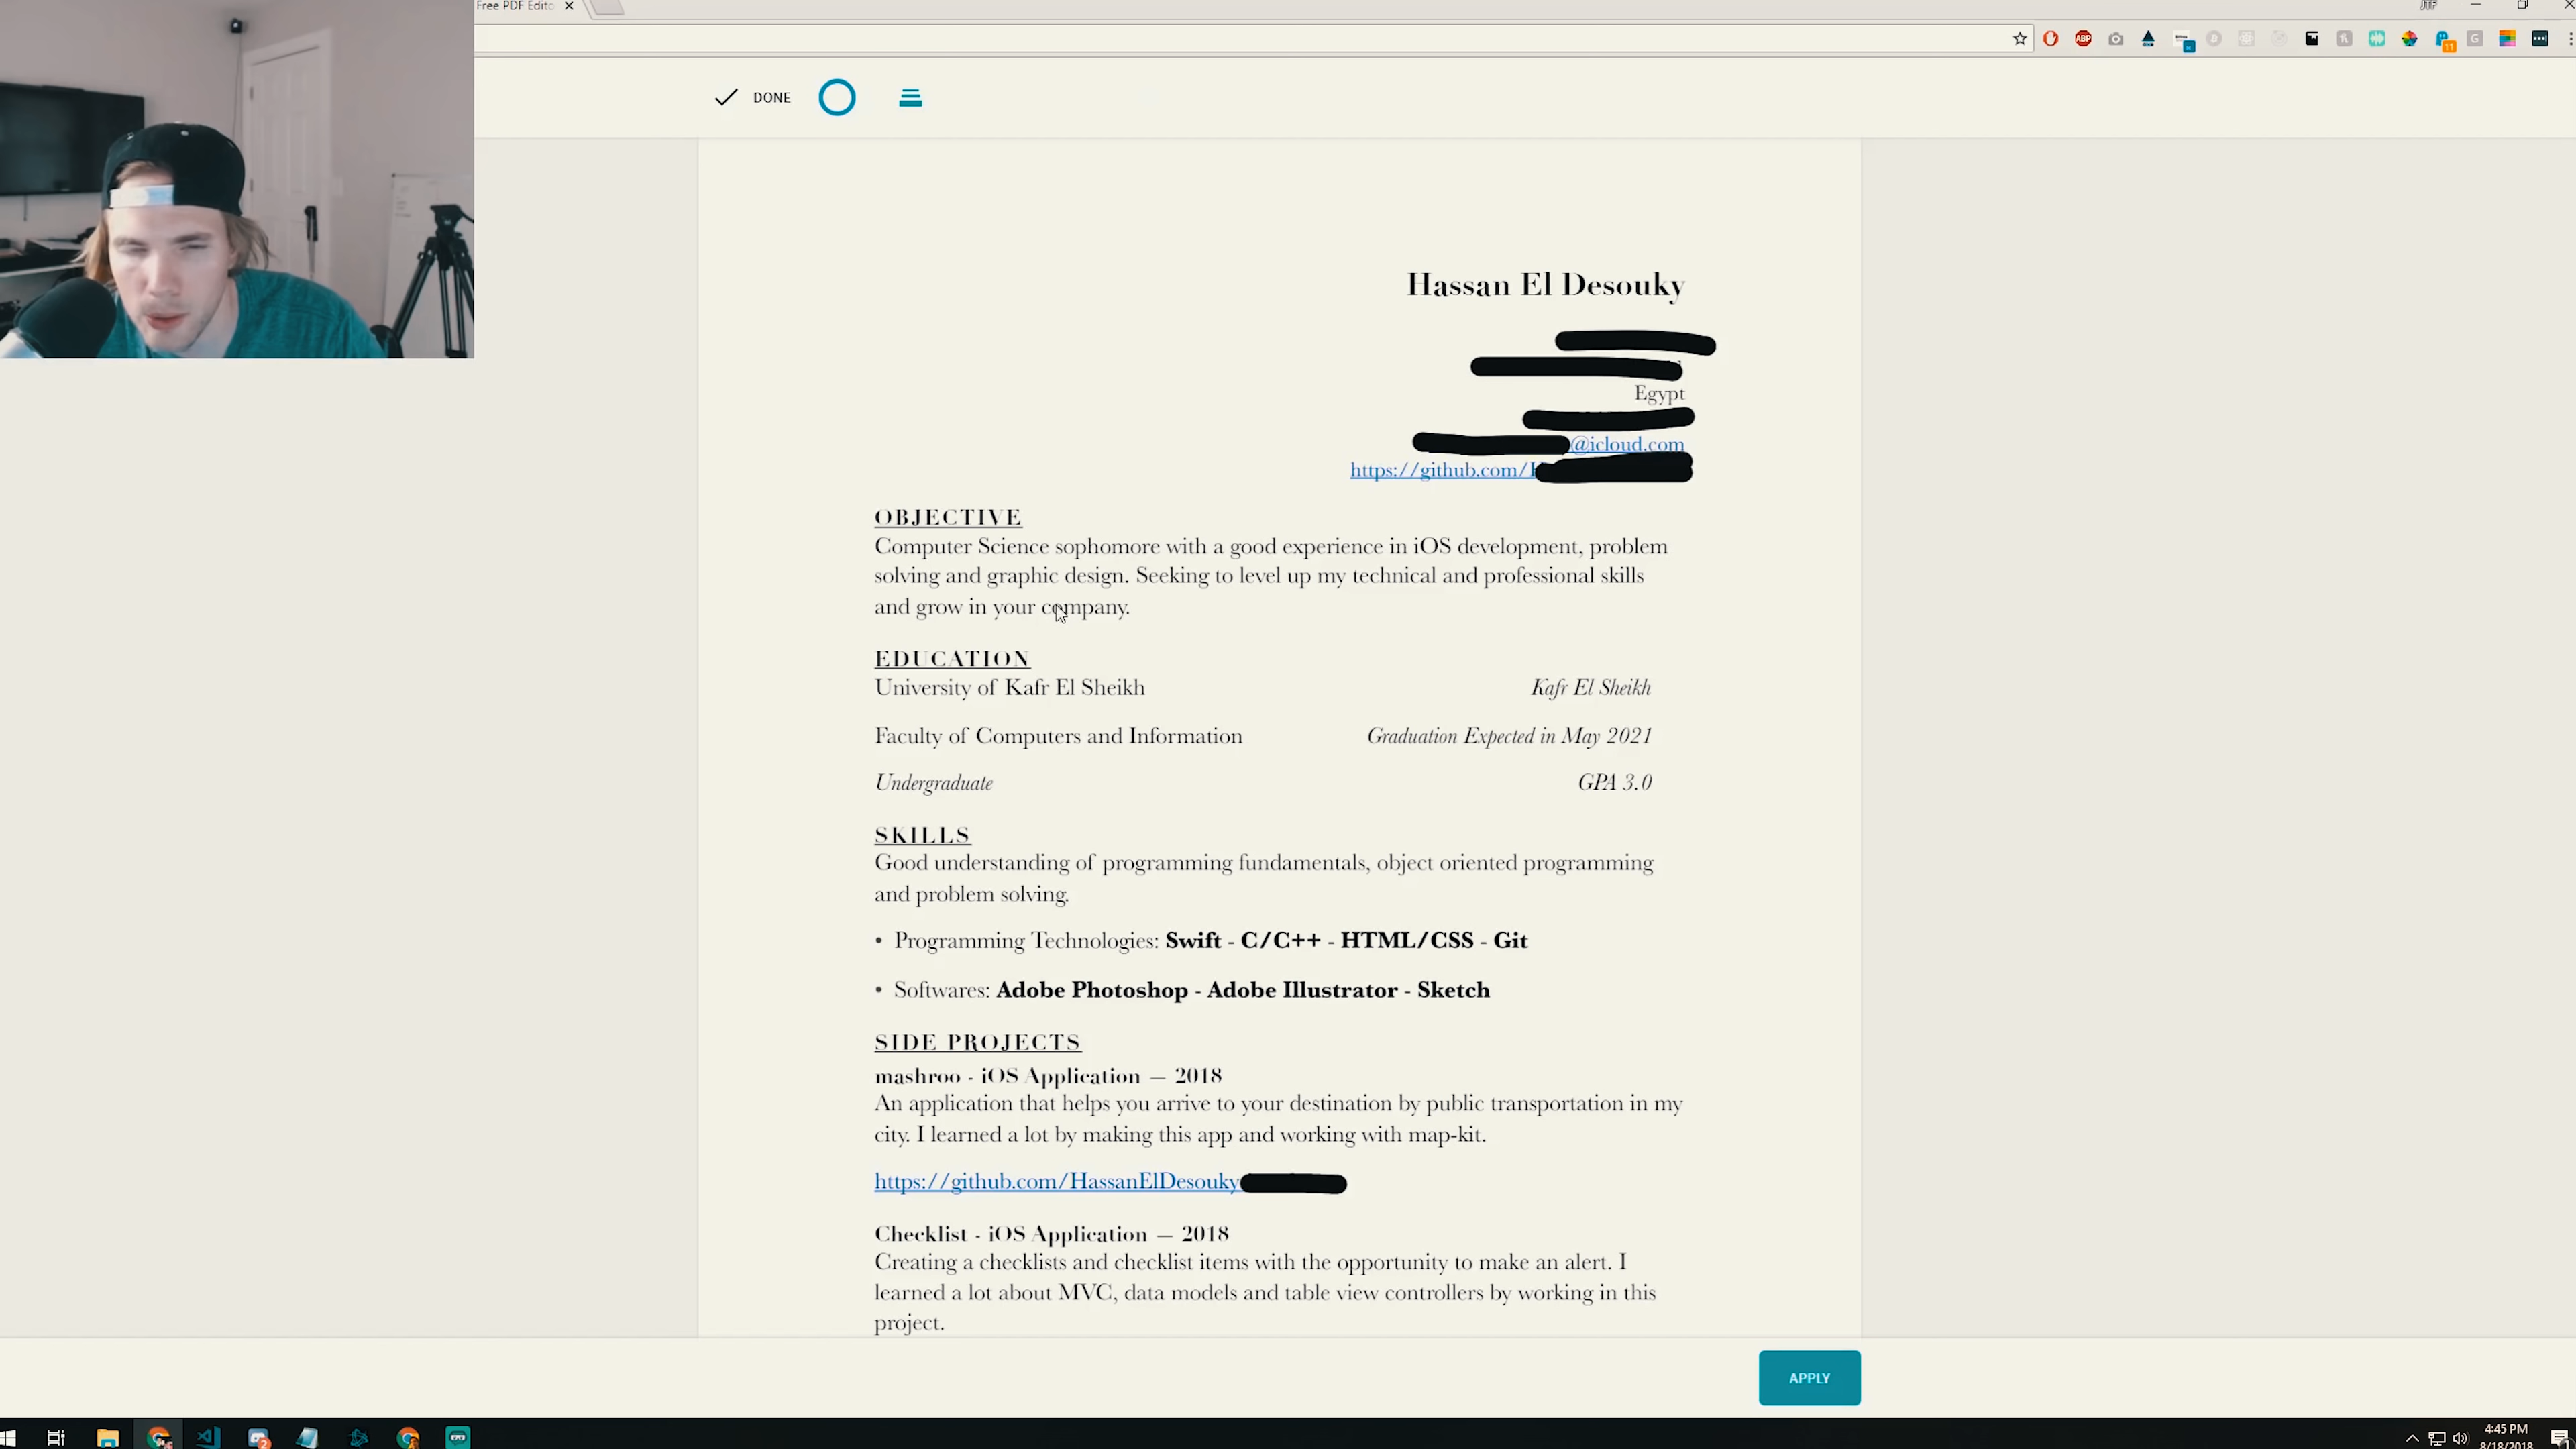 Free PDF Edito
JTF
ABP
11
G
DONE
Hassan El Desouky
Egypt
@icloud.com
https://github.com/H
OBJECTIVE
Computer Science sophomore with a good experience in iOS development, problem
solving and graphic design. Seeking to level up my technical and professional skills
and grow in your company.
EDUCATION
University of Kafr El Sheikh Kafr El Sheikh
Faculty of Computers and Information Graduation Expected in May 2021
Undergraduate GPA 3.0
SKILLS
Good understanding of programming fundamentals, object oriented programming
and problem solving.
• Programming Technologies: Swift - C/C++ - HTML/CSS - Git
• Softwares: Adobe Photoshop - Adobe Illustrator - Sketch
SIDE PROJECTS
mashroo - iOS Application — 2018
An application that helps you arrive to your destination by public transportation in my
city. I learned a lot by making this app and working with map-kit.
https://github.com/HassanElDesouky
Checklist - iOS Application — 2018
Creating a checklists and checklist items with the opportunity to make an alert. I
learned a lot about MVC, data models and table view controllers by working in this
project.
APPLY
2
4:45 PM
8/18/2018